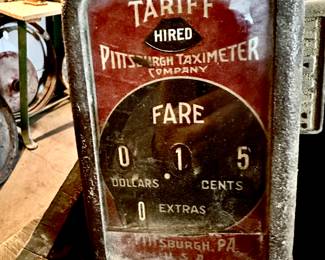 TARIFF
HIRED
PITTSBURGH TAXIMETER
COMPANY
FARE
0 1 5
DOLLARS . CENTS
0 EXTRAS
PITTSBURGH, PA
U.S.A.